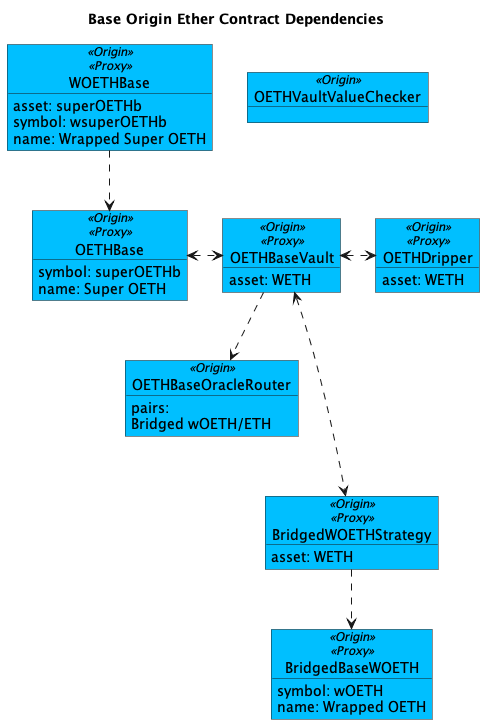 Base Origin Ether Contract Dependencies
«Origin»
«Proxy»
WOETHBase
asset: superOETHb
symbol: wsuperOETHb
name: Wrapped Super OETH
«Origin»
OETHVaultValueChecker
«Origin»
«Proxy»
OETHBase
symbol: superOETHb
name: Super OETH
«Origin»
«Proxy»
OETHBaseVault
asset: WETH
«Origin»
«Proxy»
OETHDripper
asset: WETH
«Origin»
OETHBaseOracleRouter
pairs:
Bridged wOETH/ETH
«Origin»
«Proxy»
BridgedWOETHStrategy
asset: WETH
«Origin»
«Proxy»
BridgedBaseWOETH
symbol: wOETH
name: Wrapped OETH